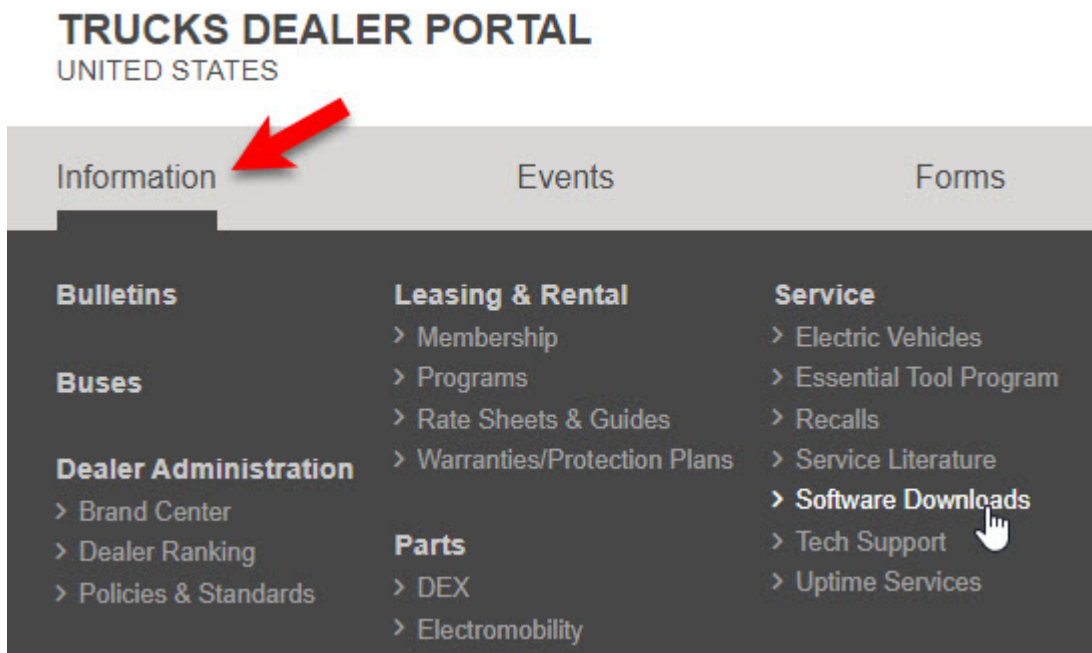 TRUCKS DEALER PORTAL
UNITED STATES
Information
Events
Forms
Bulletins
Buses
Dealer Administration
> Brand Center
> Dealer Ranking
> Policies & Standards
Leasing & Rental
> Membership
> Programs
> Rate Sheets & Guides
> Warranties/Protection Plans
Parts
> DEX
> Electromobility
Service
> Electric Vehicles
> Essential Tool Program
> Recalls
> Service Literature
> Software Downloads
> Tech Support
> Uptime Services